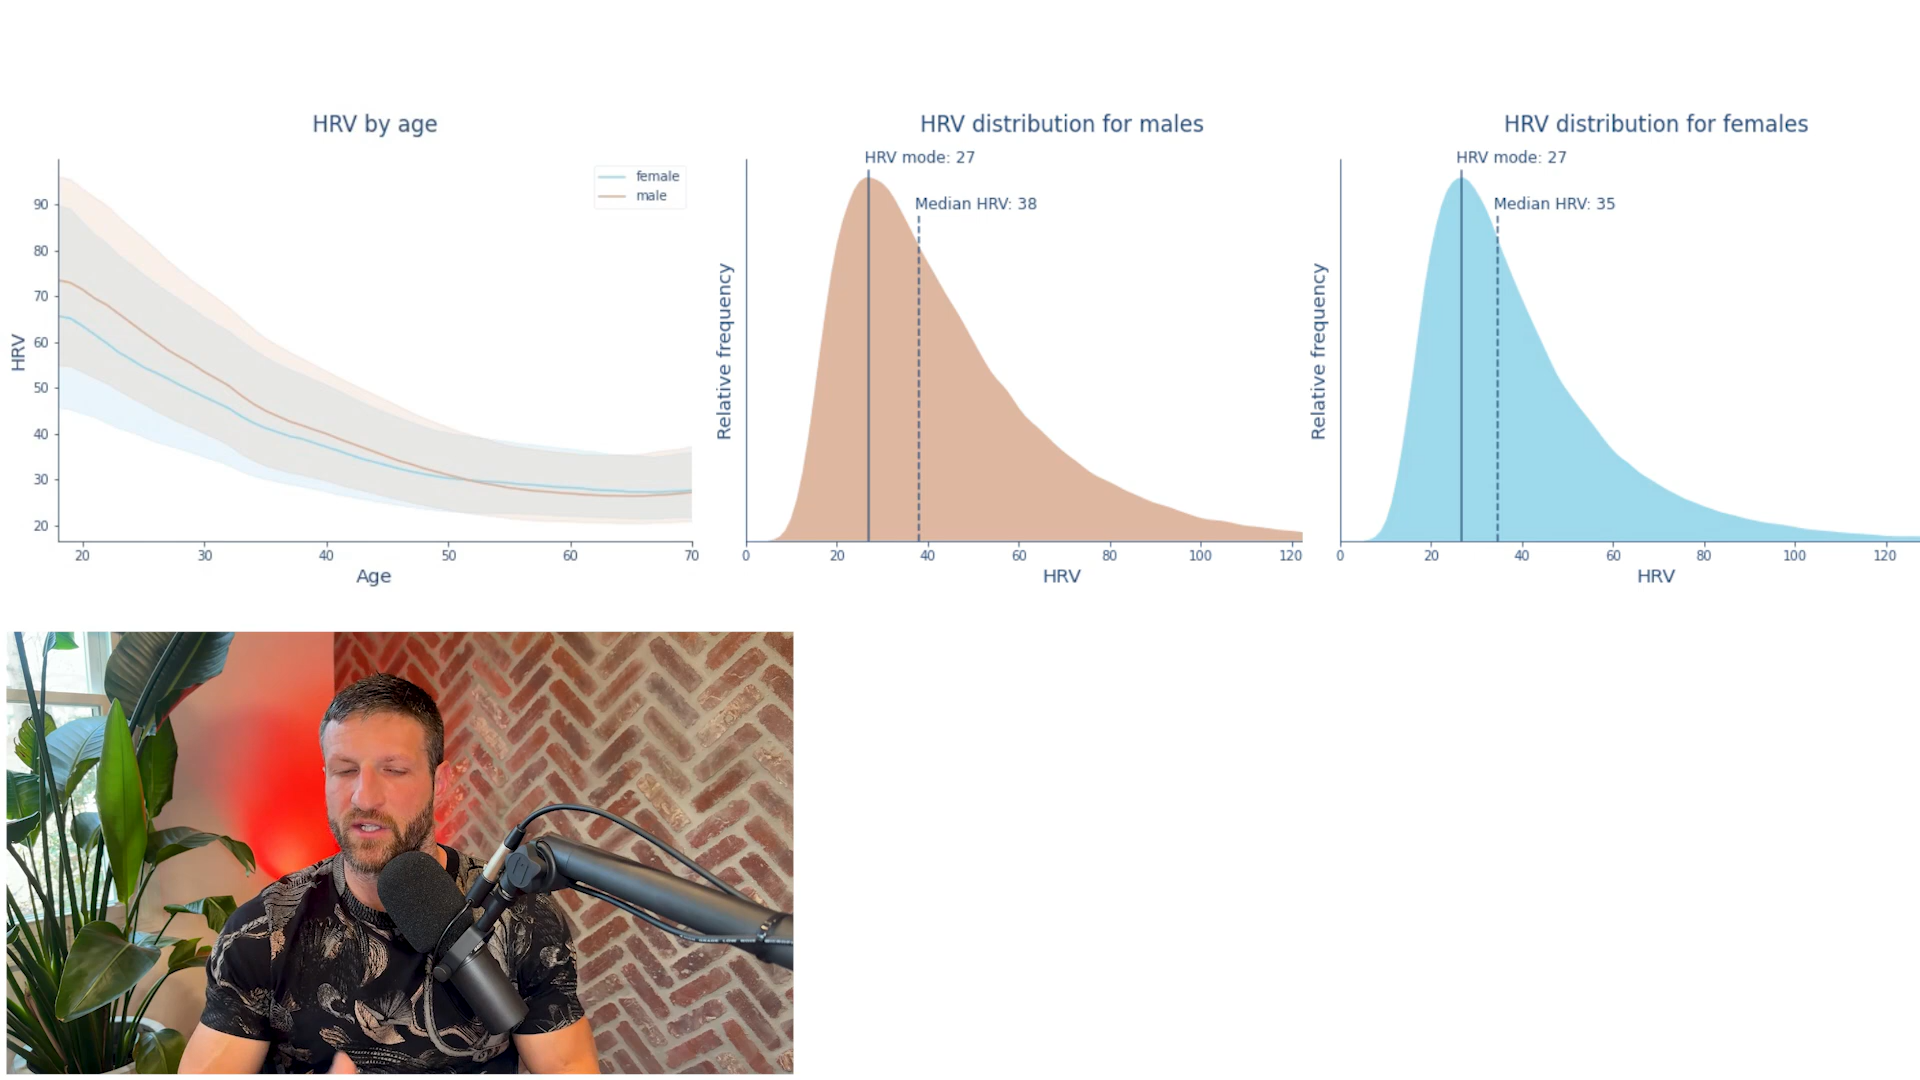 HRV by age
female
male
HRV
90
80
70
60
50
40
30
20
20 30 40 50 60 70
Age
HRV distribution for males
HRV mode: 27
Median HRV: 38
Relative frequency
0 20 40 60 80 100 120
HRV
HRV distribution for females
HRV mode: 27
Median HRV: 35
Relative frequency
0 20 40 60 80 100 120
HRV